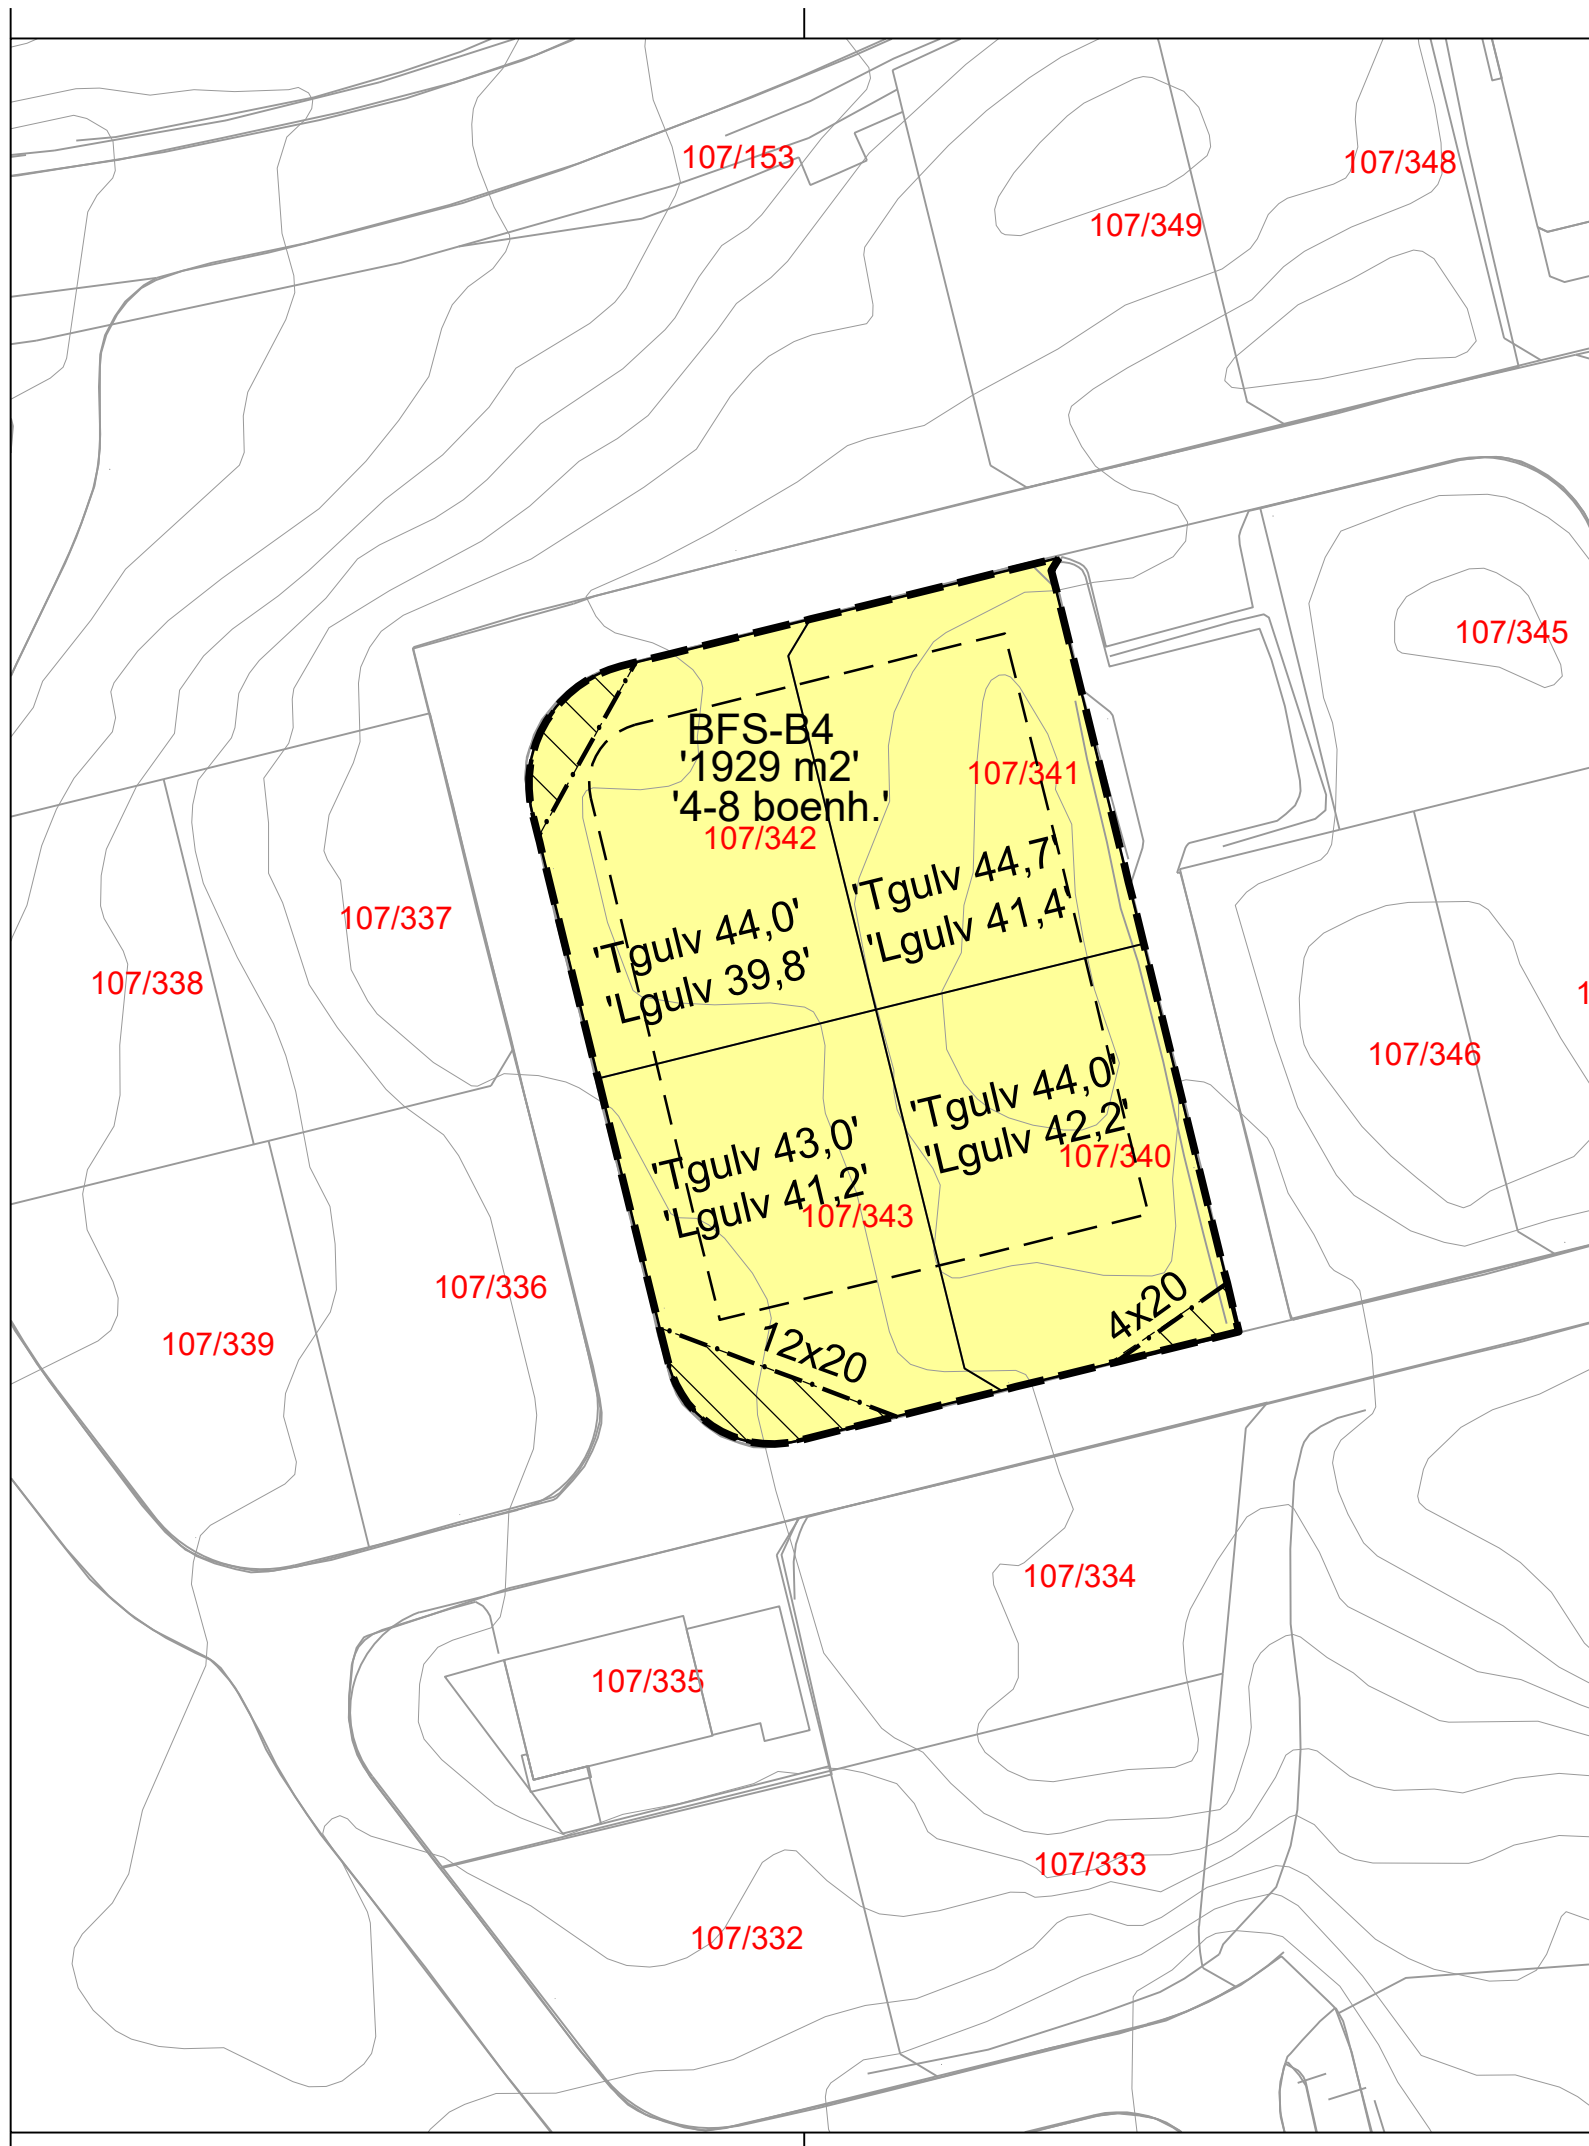 107/153
107/348
107/349
107/345
BFS-B4
'1929 m2'
'4-8 boenh.'
107/341
107/342
'Tgulv 44,7'
'Lgulv 41,4'
107/337
'Tgulv 44,0'
'Lgulv 39,8'
107/338
107/346
'Tgulv 44,0'
'Lgulv 42,2'
107/340
'Tgulv 43,0'
'Lgulv 41,2'
107/343
107/336
107/339
4x20
12x20
107/334
107/335
107/333
107/332